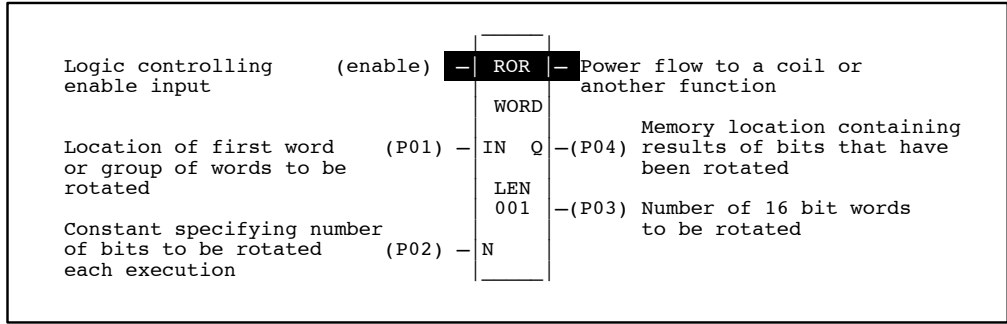 Logic controlling (enable) ROR Power flow to a coil or
enable input another function
WORD
Memory location containing
Location of first word (P01) IN Q (P04) results of bits that have
or group of words to be been rotated
rotated LEN
001 (P03) Number of 16 bit words
Constant specifying number to be rotated
of bits to be rotated (P02) N
each execution